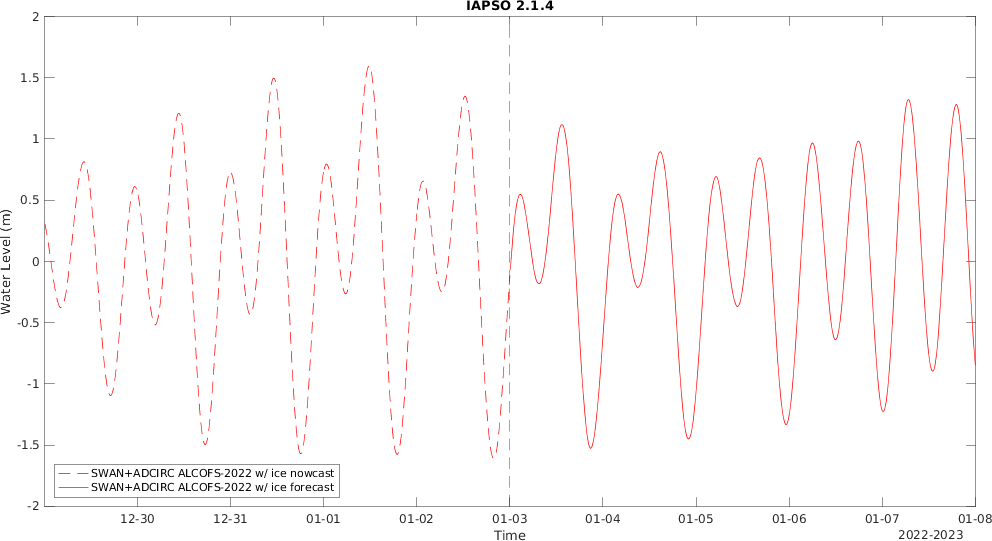 IAPSO 2.1.4
2
1.5
1
0.5
0
-0.5
-1
-1.5
-2
Water Level (m)
SWAN+ADCIRC ALCOFS-2022 w/ ice nowcast
SWAN+ADCIRC ALCOFS-2022 w/ ice forecast
12-30 12-31 01-01 01-02 01-03 01-04 01-05 01-06 01-07 01-08
Time
2022-2023